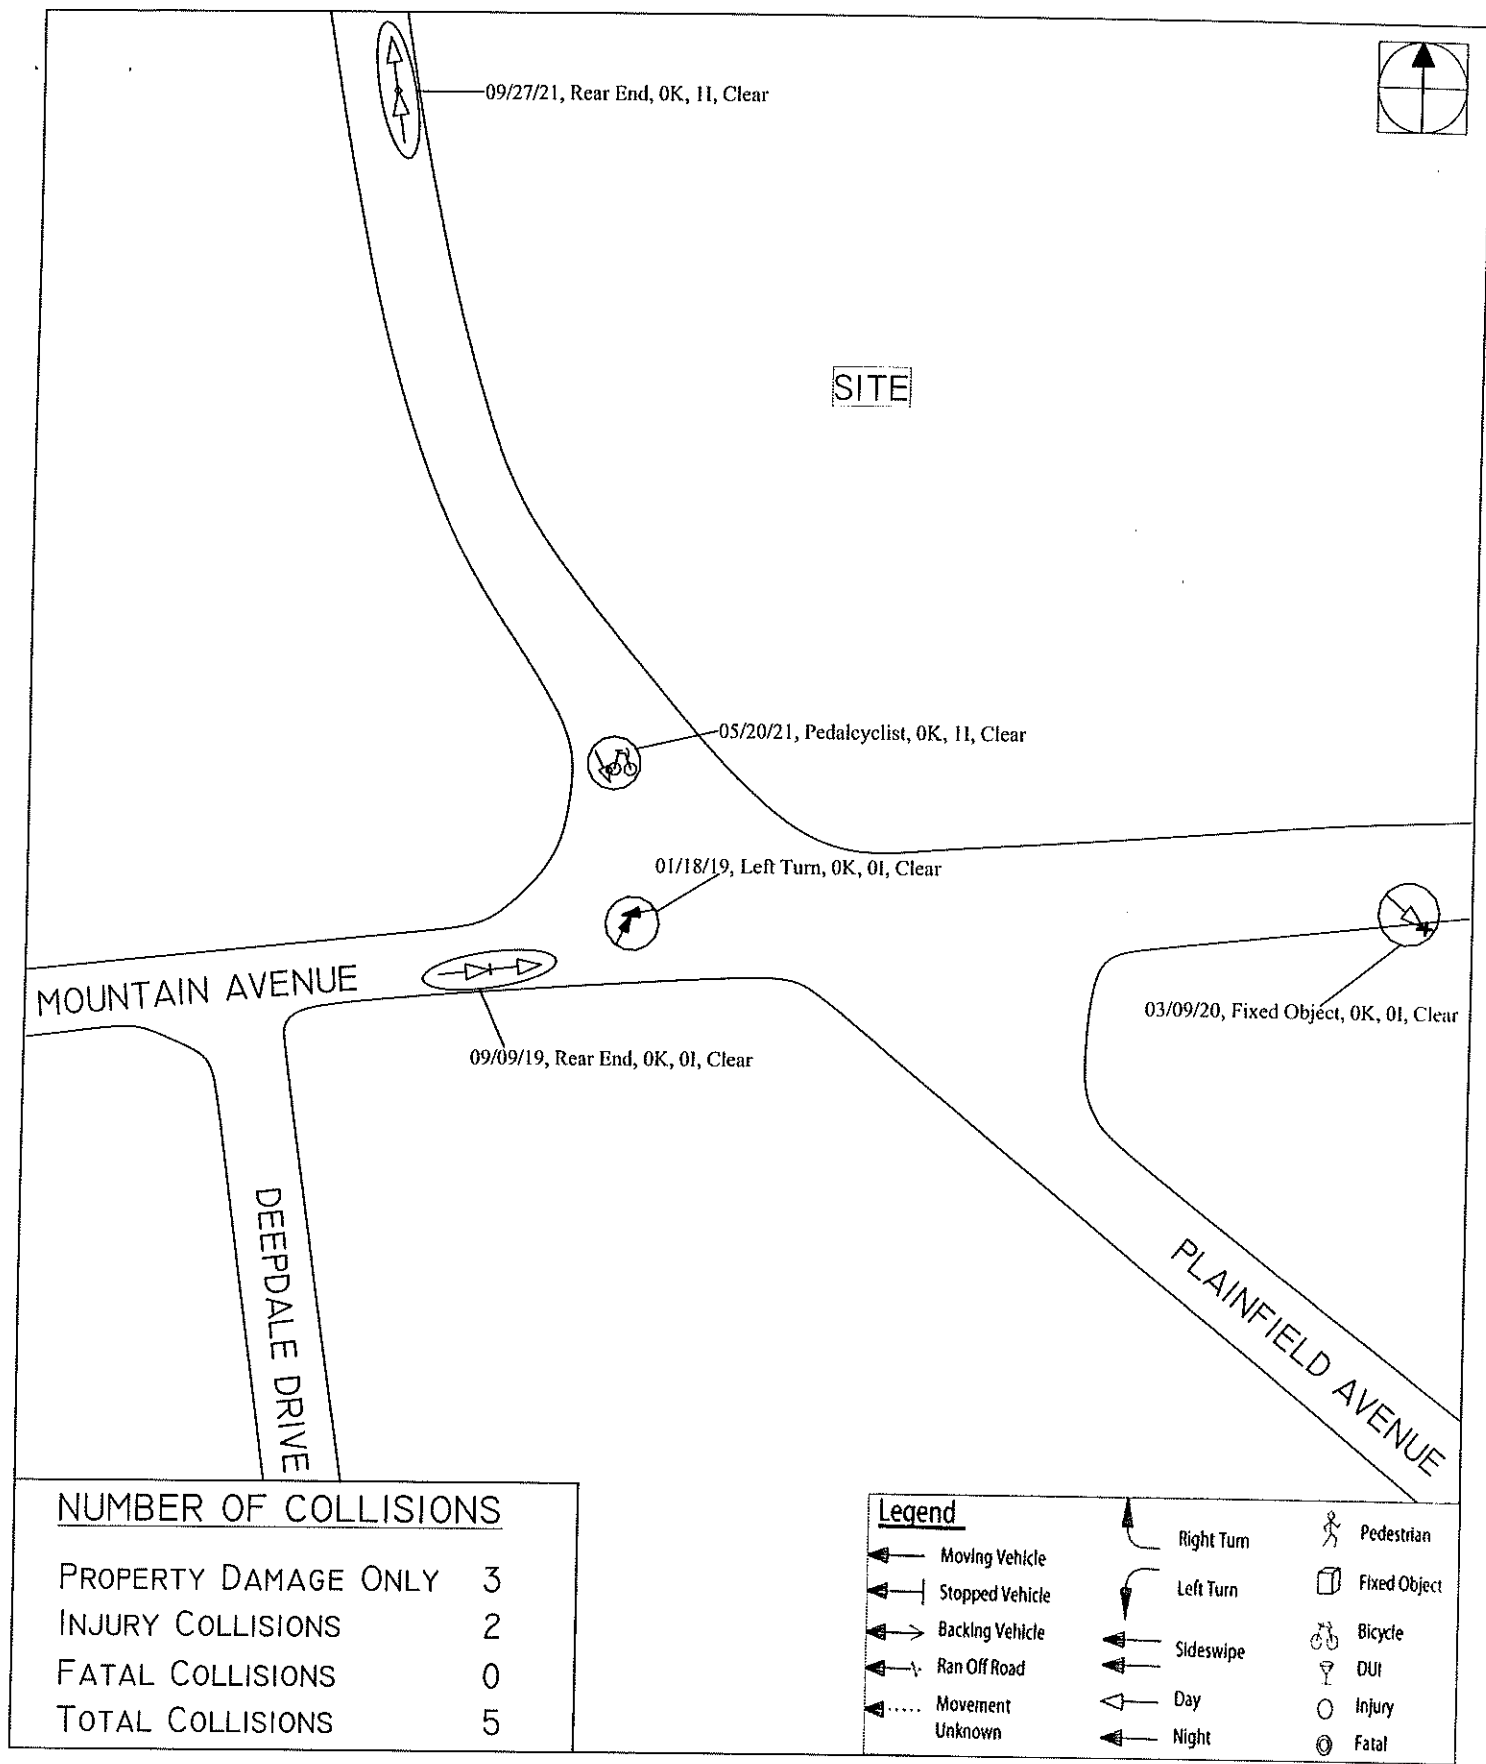 09/27/21, Rear End, 0K, 1I, Clear
SITE
05/20/21, Pedalcyclist, 0K, 1I, Clear
01/18/19, Left Turn, 0K, 0I, Clear
MOUNTAIN AVENUE
03/09/20, Fixed Object, 0K, 0I, Clear
09/09/19, Rear End, 0K, 0I, Clear
DEEPDALE DRIVE
PLAINFIELD AVENUE
NUMBER OF COLLISIONS
PROPERTY DAMAGE ONLY 3
INJURY COLLISIONS 2
FATAL COLLISIONS 0
TOTAL COLLISIONS 5
Legend
Moving Vehicle
Stopped Vehicle
Backing Vehicle
Ran Off Road
Movement
Unknown
Right Turn
Left Turn
Sideswipe
Day
Night
Pedestrian
Fixed Object
Bicycle
DUI
Injury
Fatal